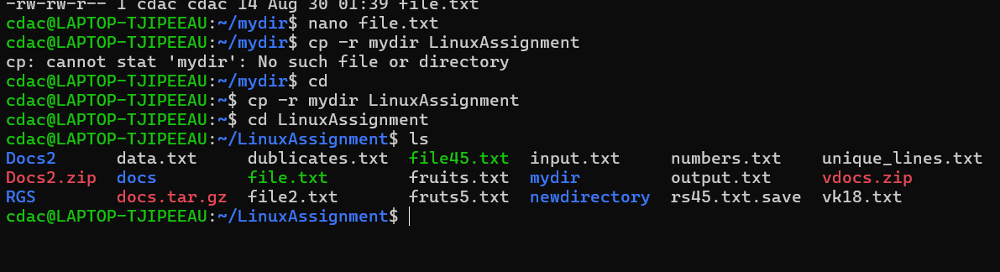 -rw-rw-r-- 1 cdac cdac 14 Aug 30 01:39 file.txt
cdac@LAPTOP-TJIPEEAU:~/mydir$ nano file.txt
cdac@LAPTOP-TJIPEEAU:~/mydir$ cp -r mydir LinuxAssignment
cp: cannot stat 'mydir': No such file or directory
cdac@LAPTOP-TJIPEEAU:~/mydir$ cd
cdac@LAPTOP-TJIPEEAU:~$ cp -r mydir LinuxAssignment
cdac@LAPTOP-TJIPEEAU:~$ cd LinuxAssignment
cdac@LAPTOP-TJIPEEAU:~/LinuxAssignment$ ls
Docs2 data.txt dublicates.txt file45.txt input.txt numbers.txt unique_lines.txt
Docs2.zip docs file.txt fruits.txt mydir output.txt vdocs.zip
RGS docs.tar.gz file2.txt fruts5.txt newdirectory rs45.txt.save vk18.txt
cdac@LAPTOP-TJIPEEAU:~/LinuxAssignment$